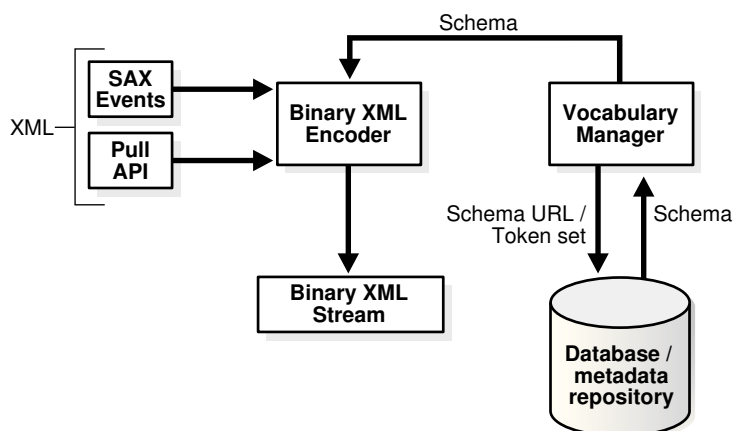 Schema
SAX
Events
Binary XML
Encoder
Vocabulary
Manager
XML
Pull
API
Schema URL /
Token set
Schema
Binary XML
Stream
Database /
metadata
repository